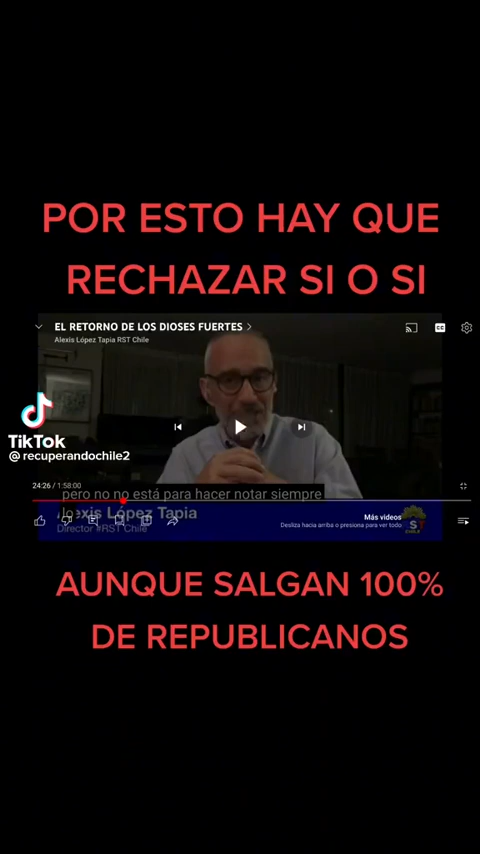 POR ESTO HAY QUE
RECHAZAR SI O SI
EL RETORNO DE LOS DIOSES FUERTES
Alexis López Tapia RST Chile
CC
TikTok
@recuperandochile2
24:26 / 1:58:00
pero no no está para hacer notar siempre
Alexis López Tapia
Director #RST Chile
Más videos
Desliza hacia arriba o presiona para ver todo
AUNQUE SALGAN 100%
DE REPUBLICANOS